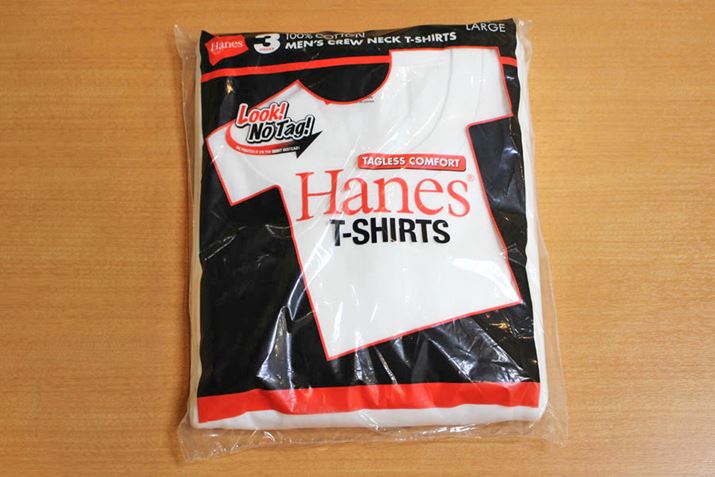 Hanes
3
100% COTTON
MEN'S CREW NECK T-SHIRTS
LARGE
Look!
No Tag!
TAGLESS COMFORT
Hanes®
T-SHIRTS